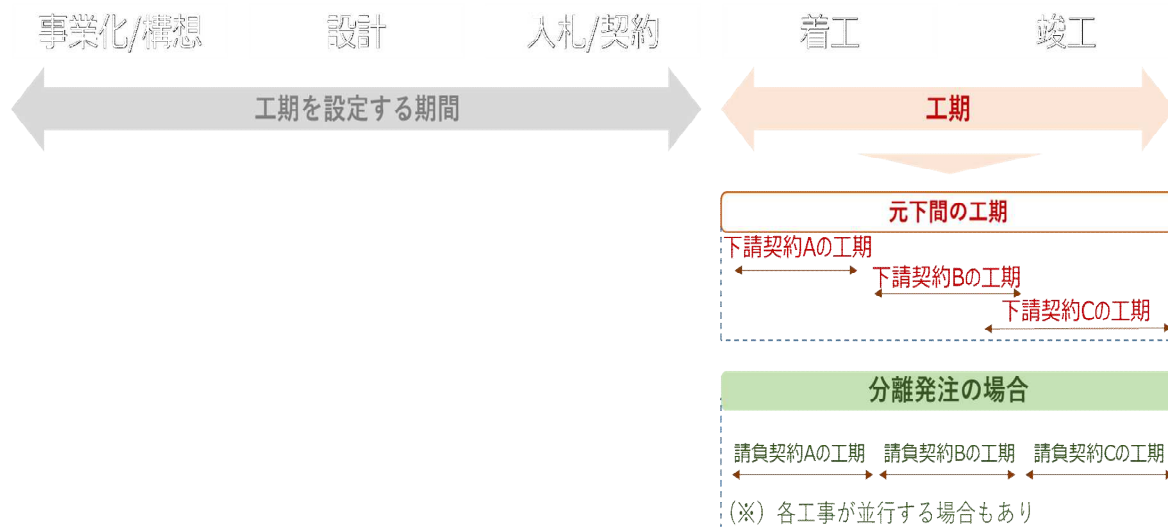 事業化/構想 設計 入札/契約 着工 竣工
工期を設定する期間 工期
元下間の工期
下請契約Aの工期
下請契約Bの工期
下請契約Cの工期
分離発注の場合
請負契約Aの工期 請負契約Bの工期 請負契約Cの工期
(※) 各工事が並行する場合もあり